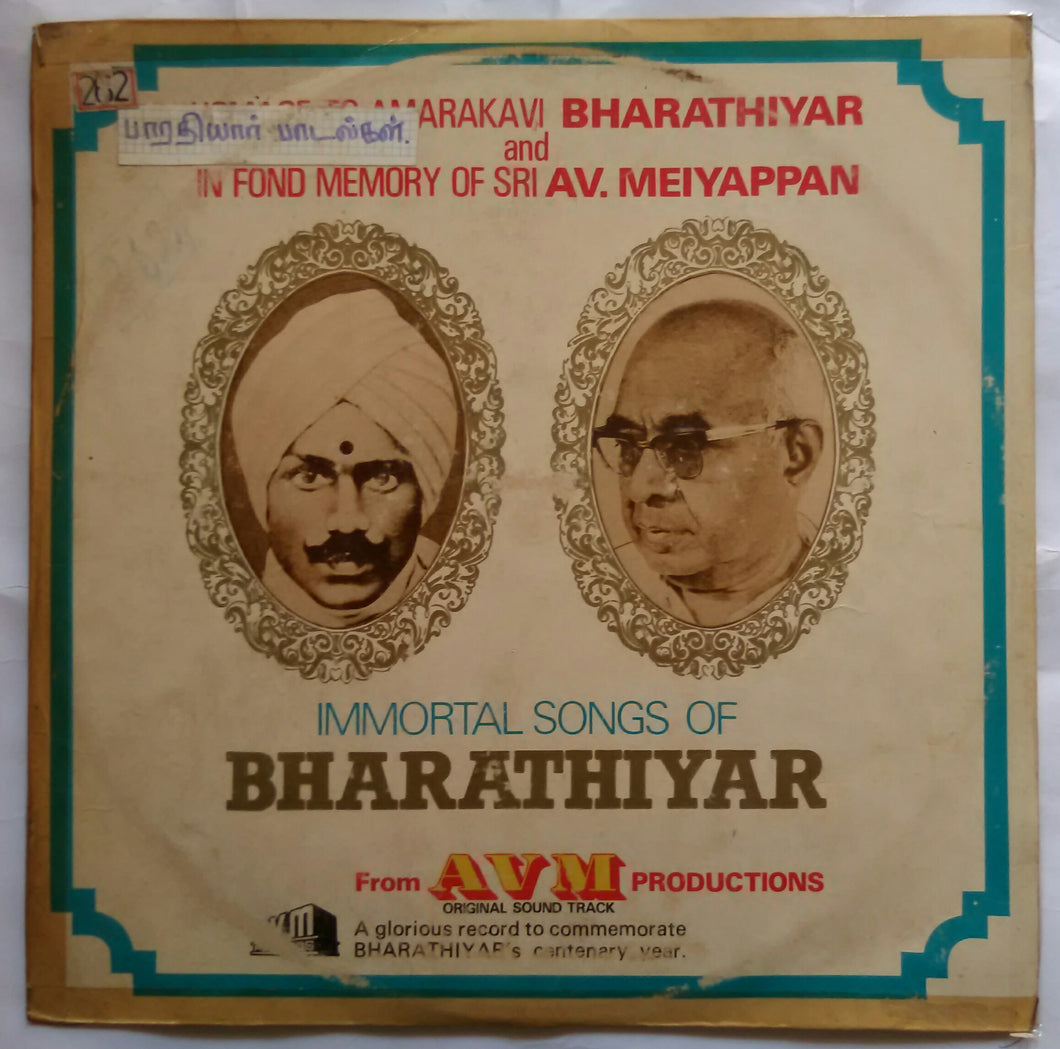 262
TO AMARAKAVI BHARATHIYAR
பாரதியார் பாடல்கள்.
and
IN FOND MEMORY OF SRI AV. MEIYAPPAN
IMMORTAL SONGS OF
BHARATHIYAR
From AVM PRODUCTIONS
ORIGINAL SOUND TRACK
A glorious record to commemorate
BHARATHIYAR's centenary year.